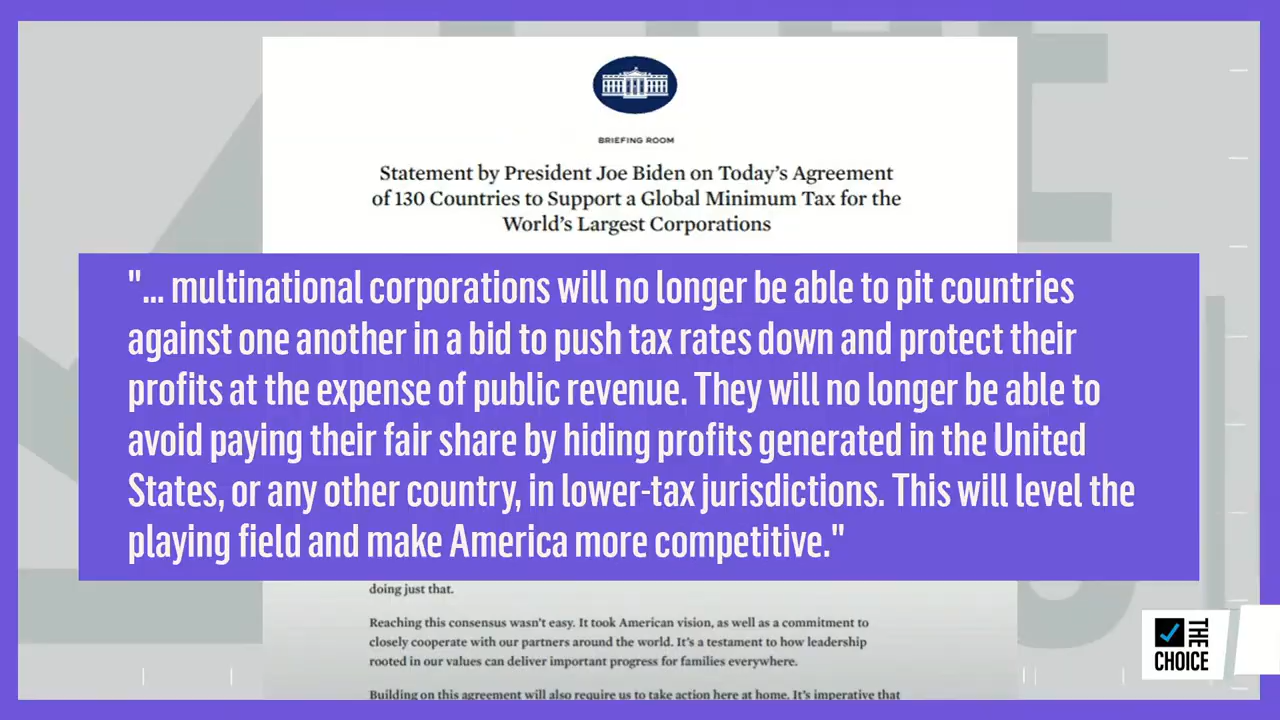 BRIEFING ROOM
Statement by President Joe Biden on Today's Agreement
of 130 Countries to Support a Global Minimum Tax for the
World's Largest Corporations
"... multinational corporations will no longer be able to pit countries
against one another in a bid to push tax rates down and protect their
profits at the expense of public revenue. They will no longer be able to
avoid paying their fair share by hiding profits generated in the United
States, or any other country, in lower-tax jurisdictions. This will level the
playing field and make America more competitive."
doing just that.
Reaching this consensus wasn't easy. It took American vision, as well as a commitment to
closely cooperate with our partners around the world. It's a testament to how leadership
rooted in our values can deliver important progress for families everywhere.
Building on this agreement will also require us to take action here at home. It's imperative that
THE
CHOICE